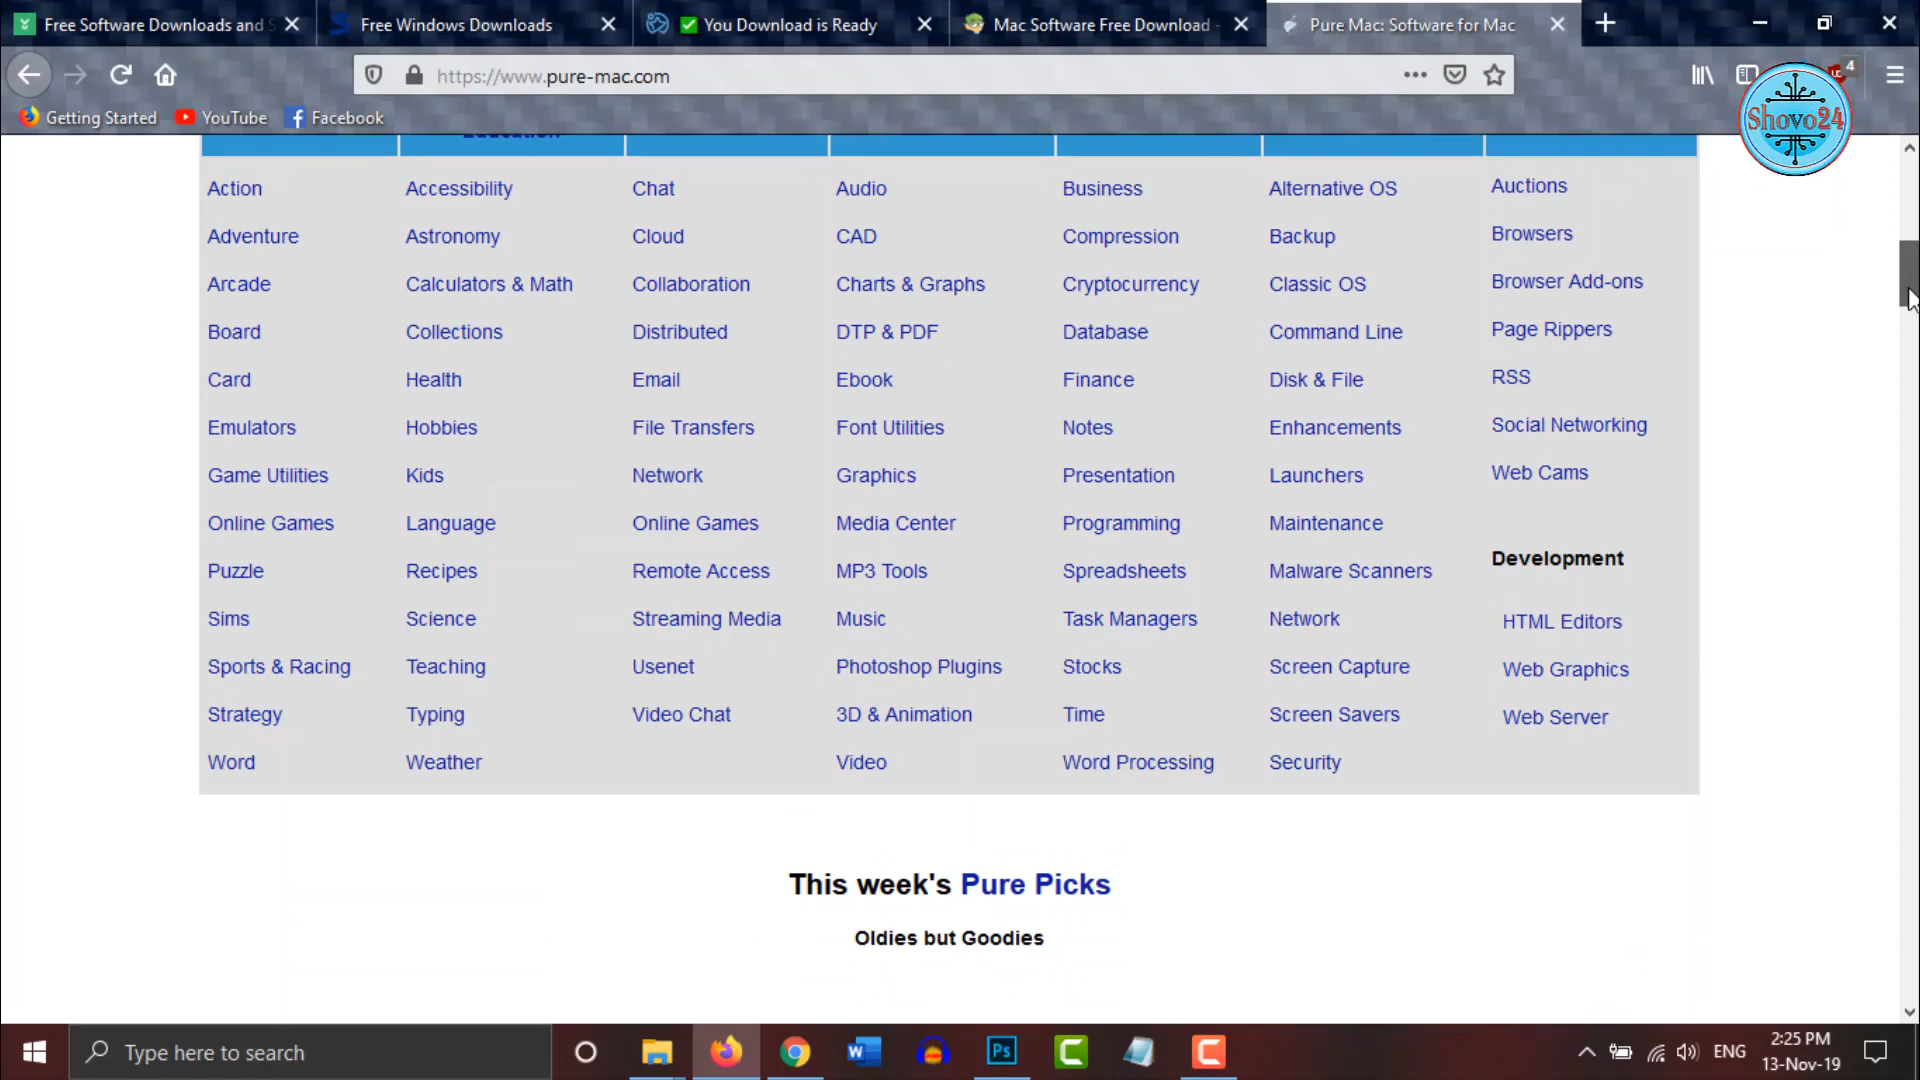 Free Software Downloads and S
Free Windows Downloads
✅ You Download is Ready
Mac Software Free Download -
Pure Mac: Software for Mac
https://www.pure-mac.com
4
Getting Started
YouTube
Facebook
Shovo24
Education
Action
Accessibility
Chat
Audio
Business
Alternative OS
Auctions
Adventure
Astronomy
Cloud
CAD
Compression
Backup
Browsers
Arcade
Calculators & Math
Collaboration
Charts & Graphs
Cryptocurrency
Classic OS
Browser Add-ons
Board
Collections
Distributed
DTP & PDF
Database
Command Line
Page Rippers
Card
Health
Email
Ebook
Finance
Disk & File
RSS
Emulators
Hobbies
File Transfers
Font Utilities
Notes
Enhancements
Social Networking
Game Utilities
Kids
Network
Graphics
Presentation
Launchers
Web Cams
Online Games
Language
Online Games
Media Center
Programming
Maintenance
Puzzle
Recipes
Remote Access
MP3 Tools
Spreadsheets
Malware Scanners
Development
Sims
Science
Streaming Media
Music
Task Managers
Network
HTML Editors
Sports & Racing
Teaching
Usenet
Photoshop Plugins
Stocks
Screen Capture
Web Graphics
Strategy
Typing
Video Chat
3D & Animation
Time
Screen Savers
Web Server
Word
Weather
Video
Word Processing
Security
This week's Pure Picks
Oldies but Goodies
Type here to search
Ps
ENG
2:25 PM
13-Nov-19